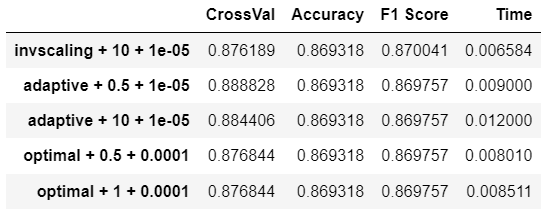 CrossVal Accuracy F1 Score Time
invscaling + 10 + 1e-05 0.876189 0.869318 0.870041 0.006584
adaptive + 0.5 + 1e-05 0.888828 0.869318 0.869757 0.009000
adaptive + 10 + 1e-05 0.884406 0.869318 0.869757 0.012000
optimal + 0.5 + 0.0001 0.876844 0.869318 0.869757 0.008010
optimal + 1 + 0.0001 0.876844 0.869318 0.869757 0.008511